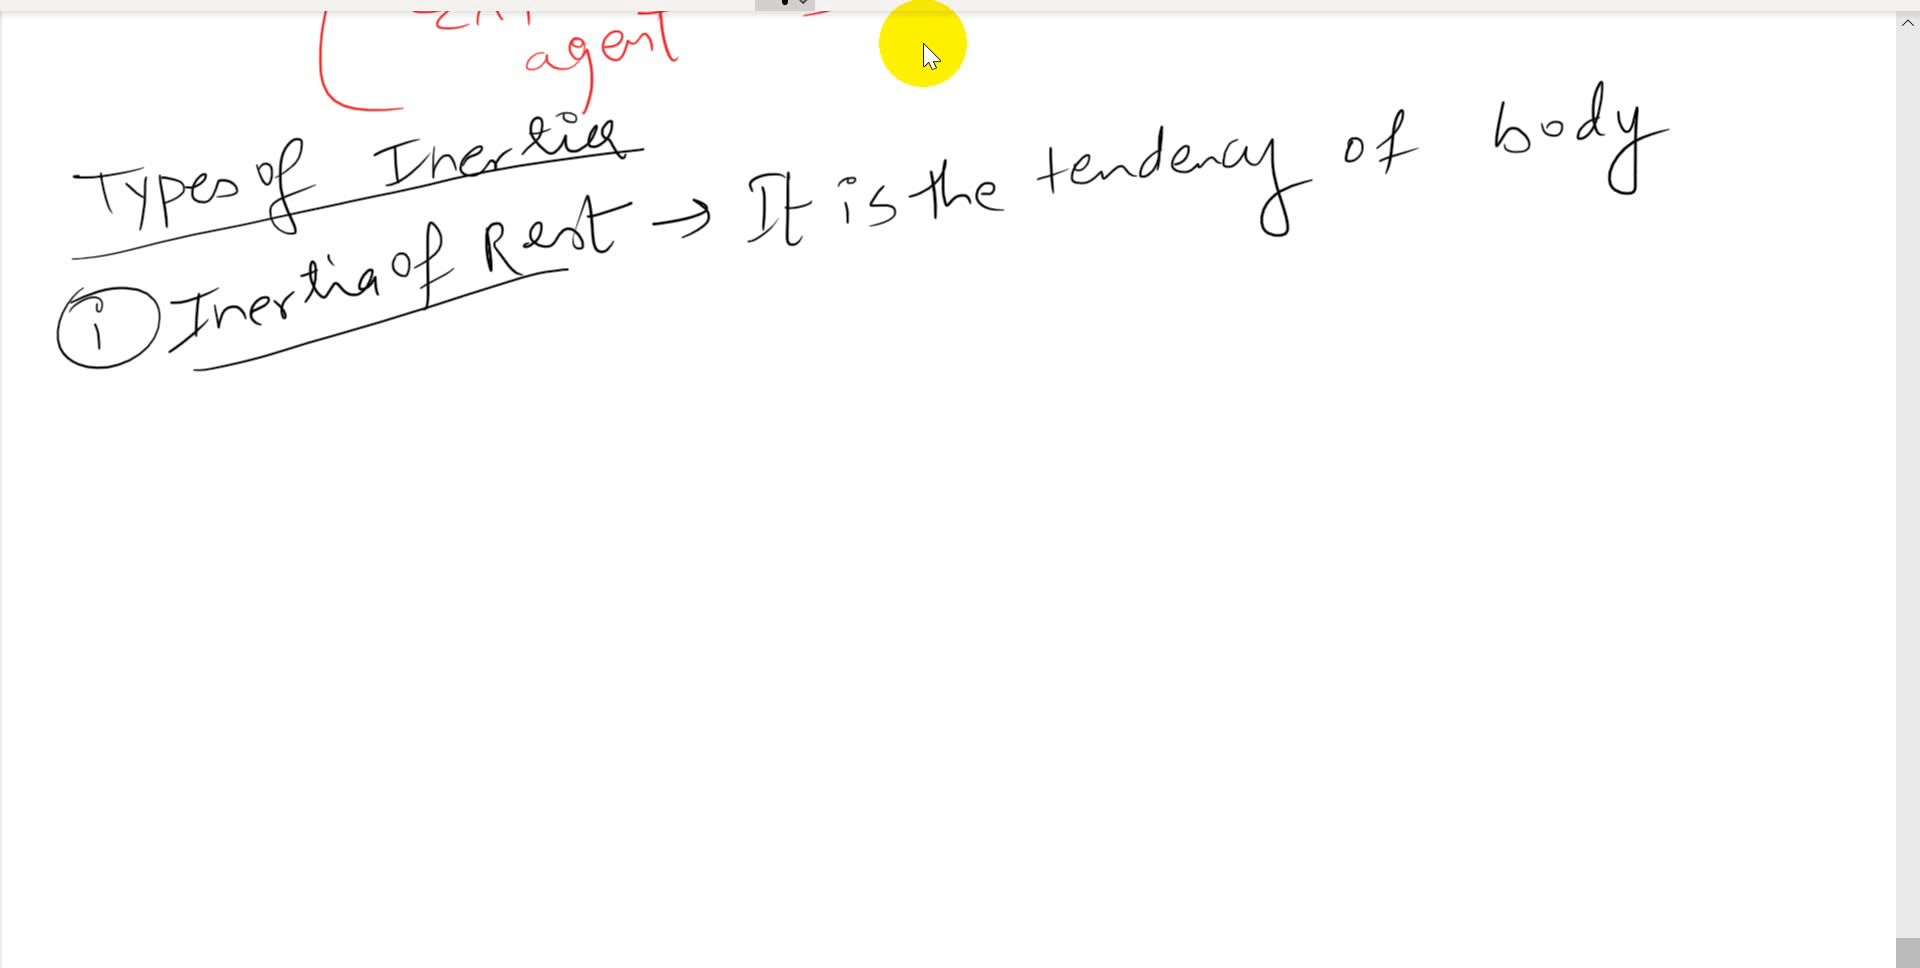 agent
Types of Inertia
i Inertia of Rest → It is the tendency of body